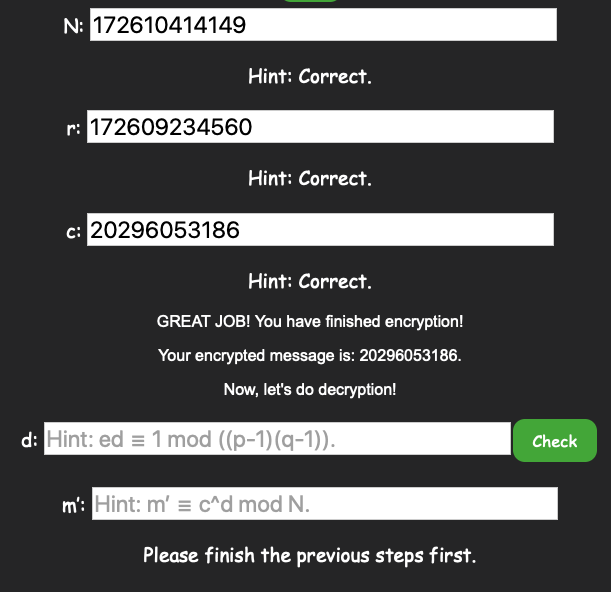 N: 172610414149
Hint: Correct.
r: 172609234560
Hint: Correct.
c: 20296053186
Hint: Correct.
GREAT JOB! You have finished encryption!
Your encrypted message is: 20296053186.
Now, let's do decryption!
d: Hint: ed ≡ 1 mod ((p-1)(q-1)). Check
m': Hint: m' ≡ c^d mod N.
Please finish the previous steps first.